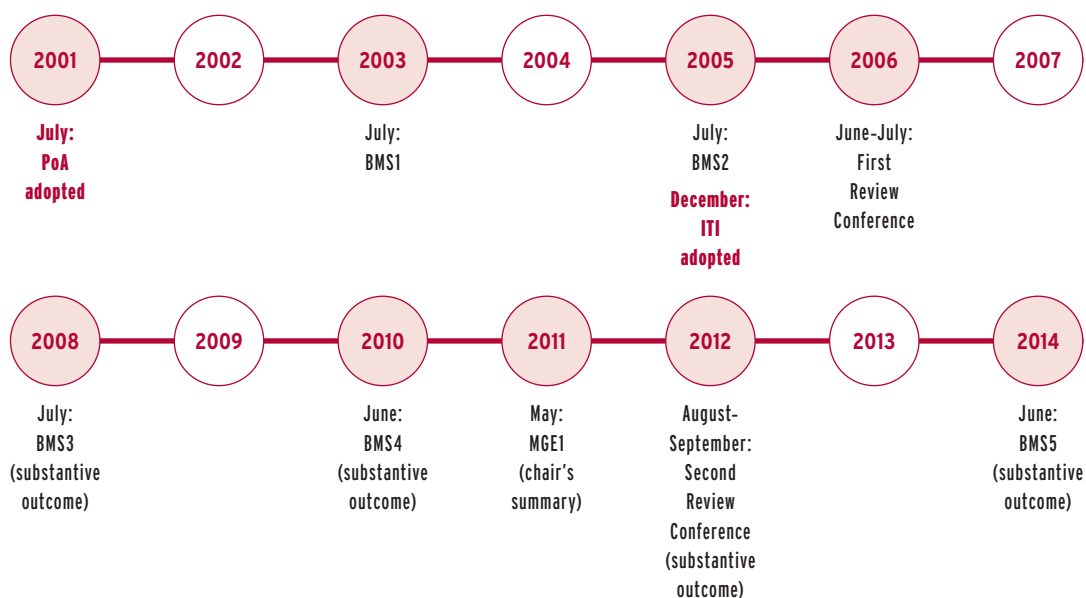 2001
2002
2003
2004
2005
2006
2007
July:
PoA
adopted
July:
BMS1
July:
BMS2
December:
ITI
adopted
June–July:
First
Review
Conference
2008
2009
2010
2011
2012
2013
2014
July:
BMS3
(substantive
outcome)
June:
BMS4
(substantive
outcome)
May:
MGE1
(chair's
summary)
August–
September:
Second
Review
Conference
(substantive
outcome)
June:
BMS5
(substantive
outcome)